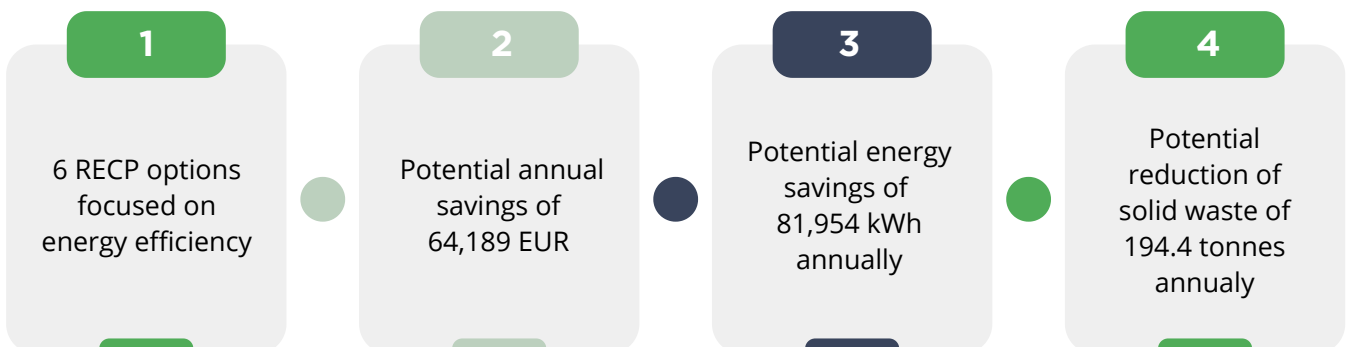 1
6 RECP options
focused on
energy efficiency
2
Potential annual
savings of
64,189 EUR
3
Potential energy
savings of
81,954 kWh
annually
4
Potential
reduction of
solid waste of
194.4 tonnes
annualy